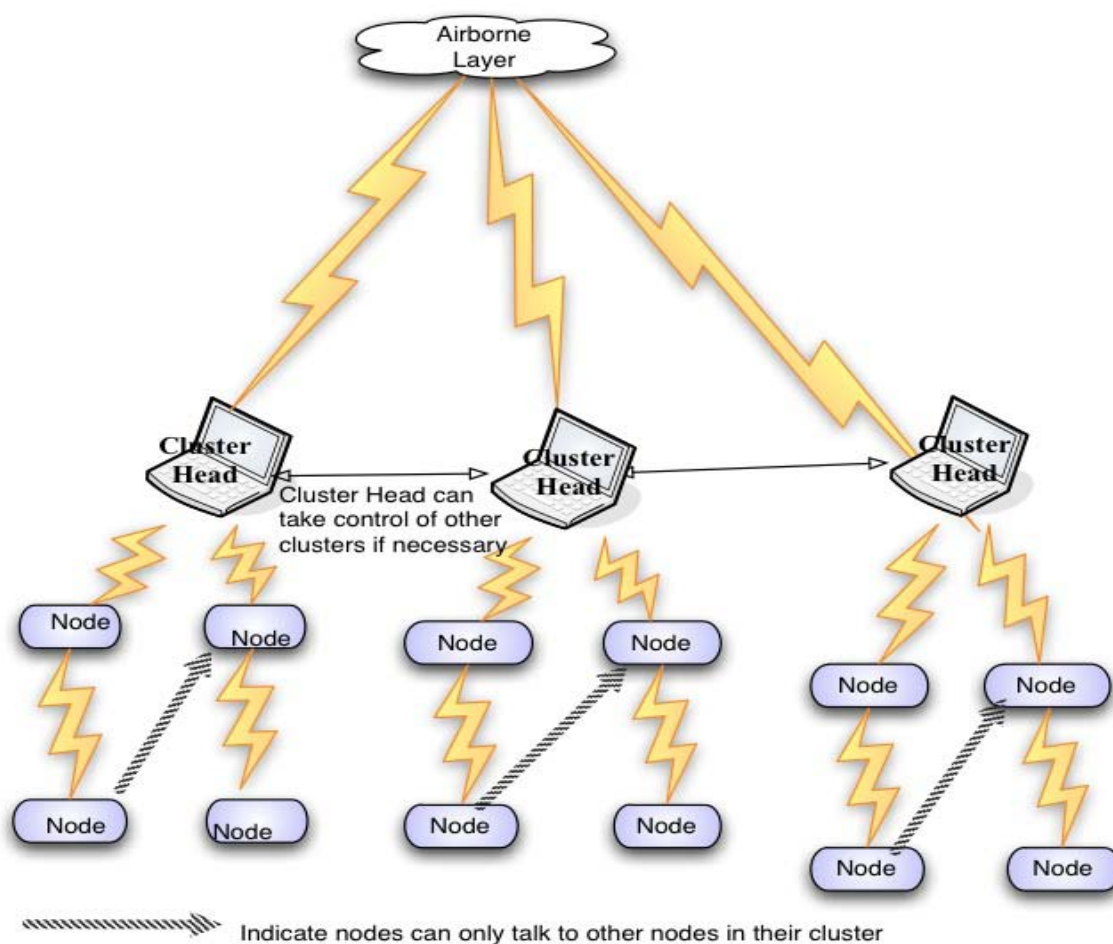 Airborne
Layer
Cluster
Head
Cluster
Head
Cluster
Head
Cluster Head can
take control of other
clusters if necessary
Node
Node
Node
Node
Node
Node
Node
Node
Node
Node
Node
Node
Indicate nodes can only talk to other nodes in their cluster